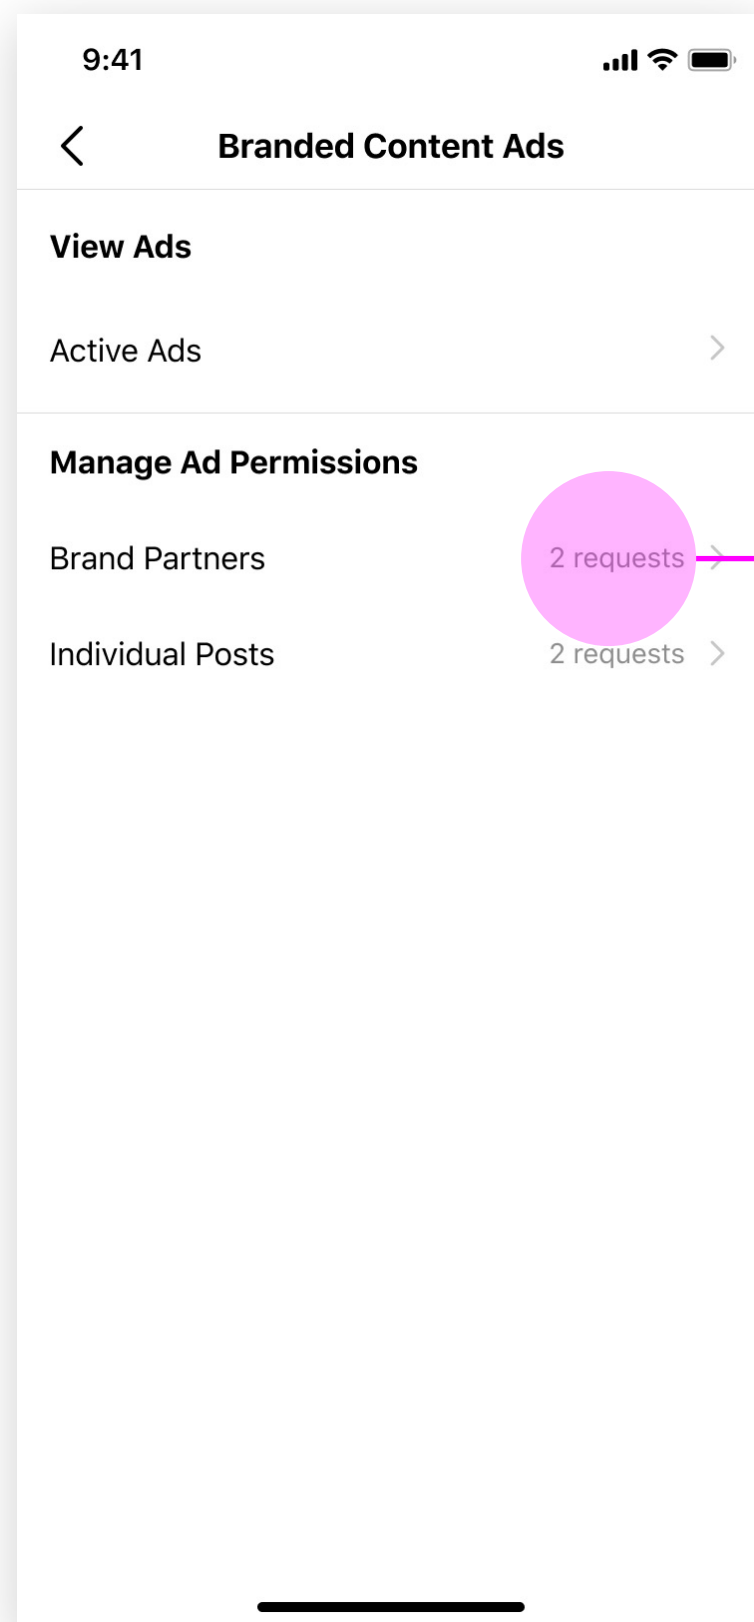 9:41
Branded Content Ads
View Ads
Active Ads
Manage Ad Permissions
Brand Partners 2 requests
Individual Posts 2 requests